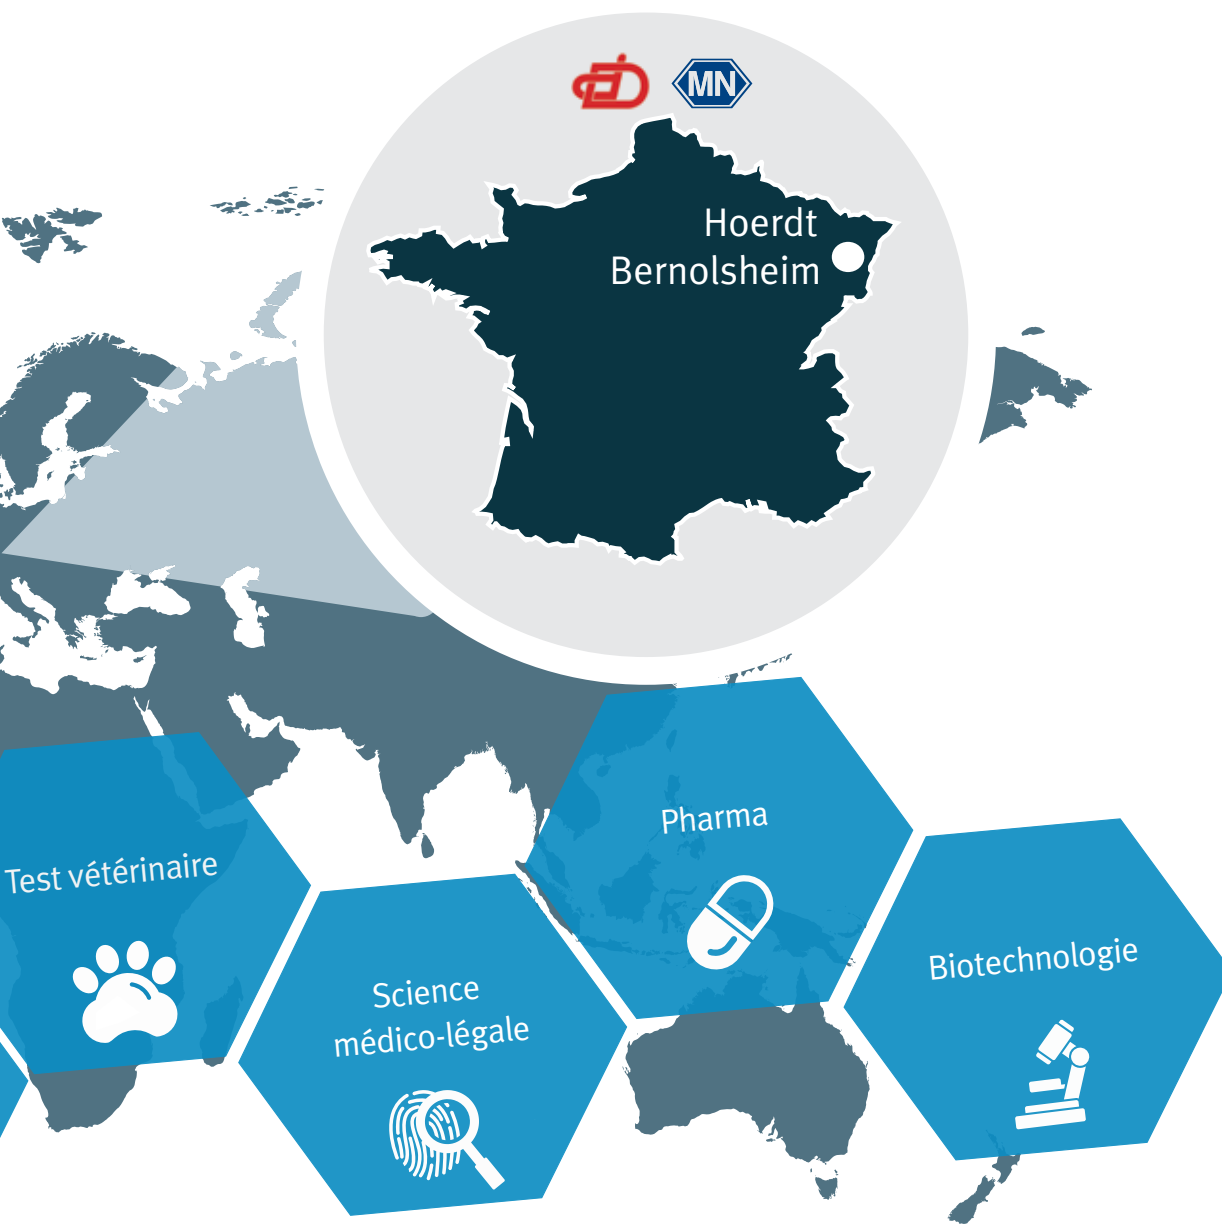 MN
Hoerdt
Bernolsheim
Pharma
Test vétérinaire
Biotechnologie
Science
médico-légale